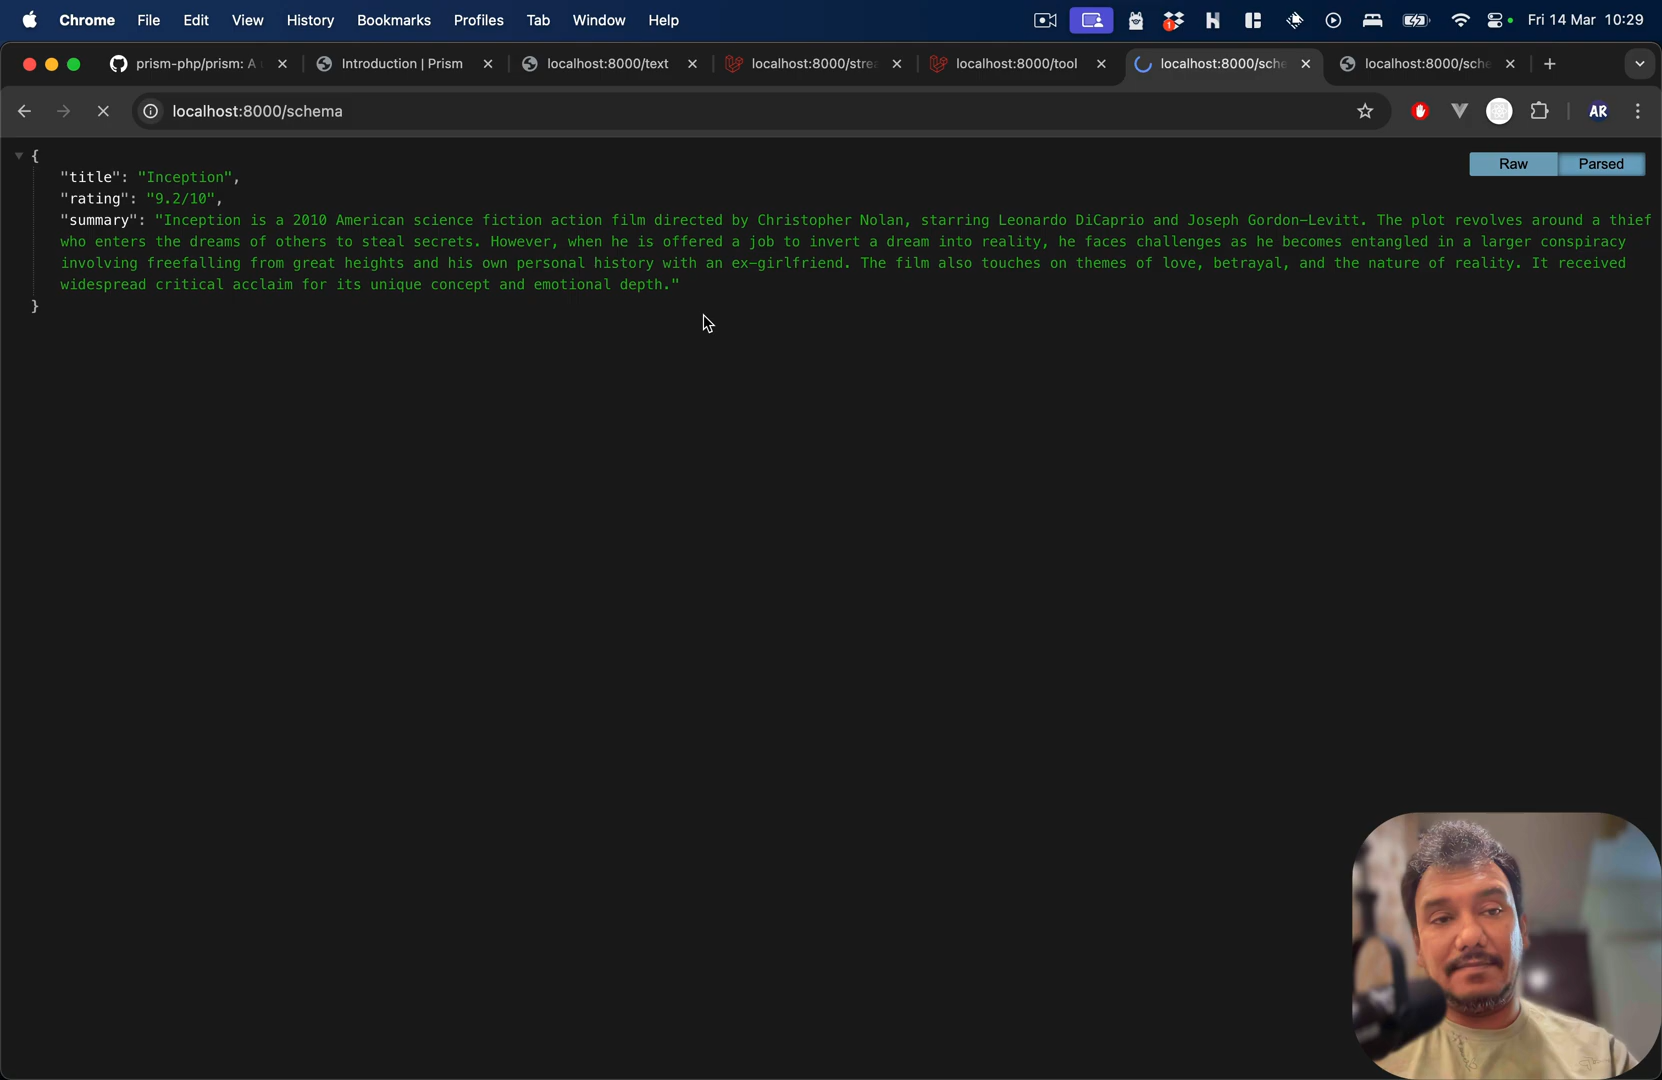 Chrome File Edit View History Bookmarks Profiles Tab Window Help Fri 14 Mar 10:29
prism-php/prism: A Introduction | Prism localhost:8000/text localhost:8000/stre localhost:8000/tool localhost:8000/sche localhost:8000/sche
localhost:8000/schema AR
{
Raw Parsed
"title": "Inception",
"rating": "9.2/10",
"summary": "Inception is a 2010 American science fiction action film directed by Christopher Nolan, starring Leonardo DiCaprio and Joseph Gordon-Levitt. The plot revolves around a thief
who enters the dreams of others to steal secrets. However, when he is offered a job to invert a dream into reality, he faces challenges as he becomes entangled in a larger conspiracy
involving freefalling from great heights and his own personal history with an ex-girlfriend. The film also touches on themes of love, betrayal, and the nature of reality. It received
widespread critical acclaim for its unique concept and emotional depth."
}